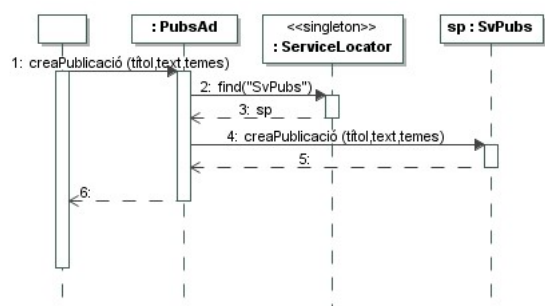 : PubsAd
<<singleton>>
: ServiceLocator
sp : SvPubs
1: creaPublicació (títol,text,temes)
2: find("SvPubs")
3: sp
4: creaPublicació (títol,text,temes)
5:
6: